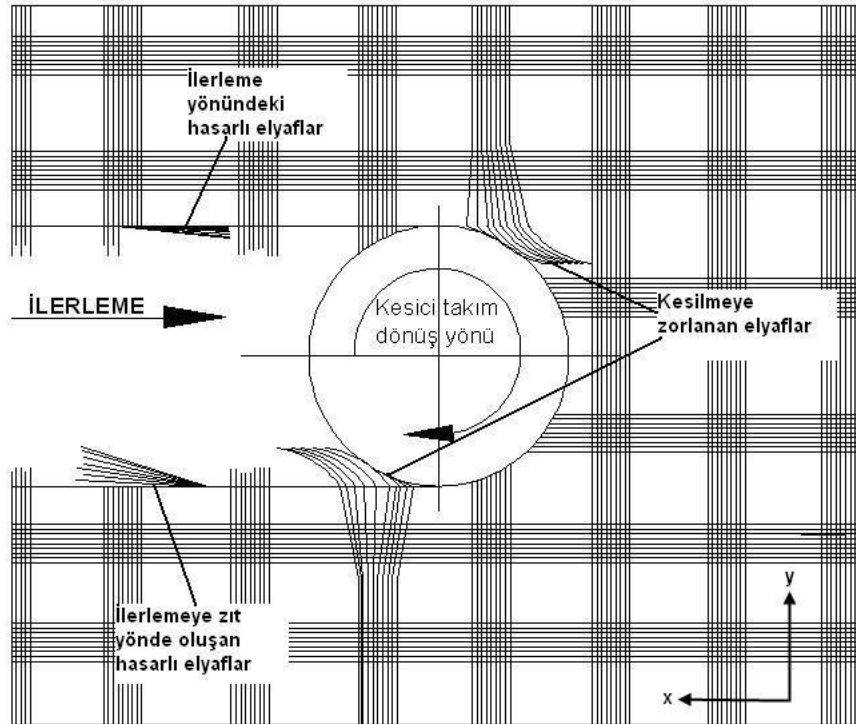 İlerleme
yönündeki
hasarlı elyaflar
İLERLEME
Kesici takım
dönüş yönü
Kesilmeye
zorlanan elyaflar
İlerlemeye zıt
yönde oluşan
hasarlı elyaflar
y
x